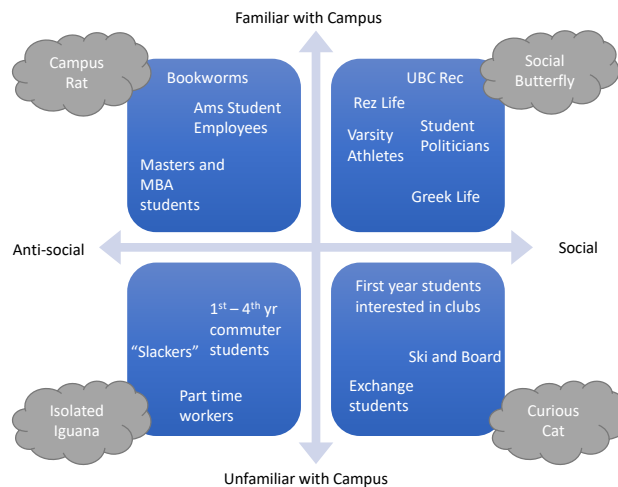 Familiar with Campus
Campus
Rat
Social
Butterfly
Bookworms
Ams Student
Employees
Masters and
MBA
students
UBC Rec
Rez Life
Varsity
Athletes
Student
Politicians
Greek Life
Anti-social
Social
1st – 4th yr
commuter
students
“Slackers”
Part time
workers
First year students
interested in clubs
Ski and Board
Exchange
students
Isolated
Iguana
Curious
Cat
Unfamiliar with Campus